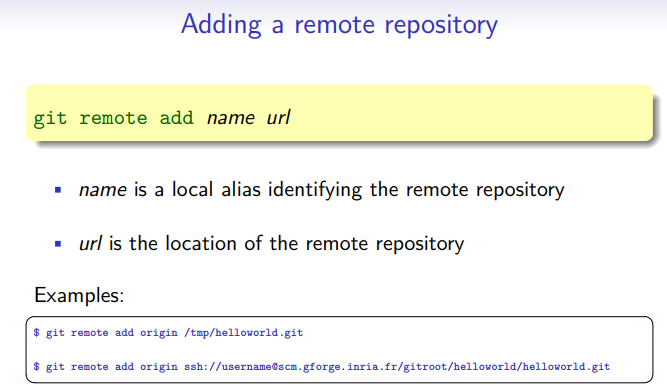 Adding a remote repository
git remote add name url
▪ name is a local alias identifying the remote repository
▪ url is the location of the remote repository
Examples:
$ git remote add origin /tmp/helloworld.git
$ git remote add origin ssh://username@scm.gforge.inria.fr/gitroot/helloworld/helloworld.git